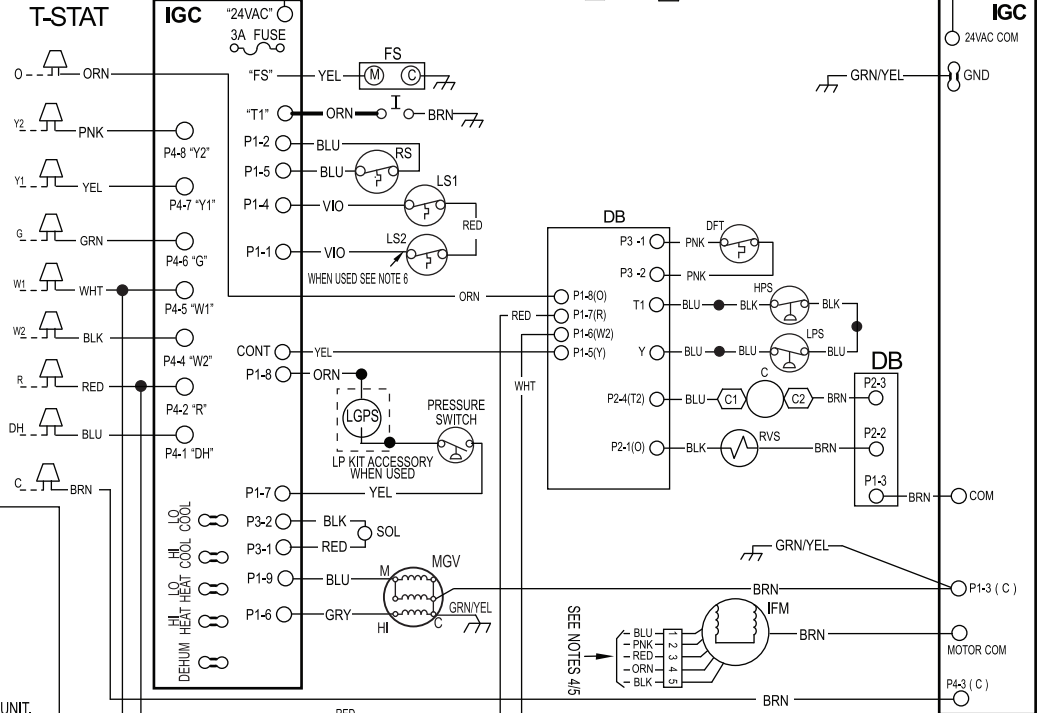 T-STAT
IGC
"24VAC"
3A FUSE
IGC
24VAC COM
O
ORN
"FS"
YEL
FS
M
C
GRN/YEL
GND
"T1"
ORN
BRN
Y2
PNK
P4-8 "Y2"
P1-2
BLU
RS
P1-5
BLU
Y1
YEL
P4-7 "Y1"
P1-4
VIO
LS1
RED
G
GRN
P4-6 "G"
P1-1
VIO
LS2
WHEN USED SEE NOTE 6
DB
P3 -1
PNK
DFT
P3 -2
PNK
W1
WHT
P4-5 "W1"
ORN
P1-8(O)
T1
BLU
BLK
HPS
BLK
RED
P1-7(R)
P1-6(W2)
W2
BLK
P4-4 "W2"
CONT
YEL
P1-5(Y)
Y
BLU
BLU
LPS
BLU
WHT
DB
R
RED
P4-2 "R"
P1-8
ORN
LGPS
PRESSURE
SWITCH
P2-4(T2)
BLU
C1
C
C2
BRN
P2-3
DH
BLU
P4-1 "DH"
P2-1(O)
BLK
RVS
BRN
P2-2
LP KIT ACCESSORY
WHEN USED
C
BRN
P1-7
YEL
P1-3
BRN
COM
LO
COOL
P3-2
BLK
SOL
HI
COOL
P3-1
RED
GRN/YEL
LO
HEAT
P1-9
BLU
M
MGV
BRN
P1-3 ( C )
HI
HEAT
P1-6
GRY
HI
C
GRN/YEL
IFM
SEE NOTES 4/5
BLU 1
PNK 2
RED 3
ORN 4
BLK 5
BRN
MOTOR COM
DEHUM
BRN
P4-3 ( C )
UNIT.
RED